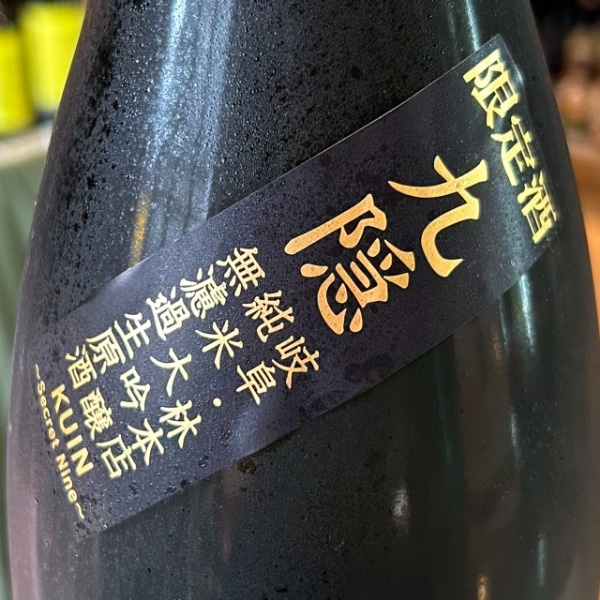 限定酒
九隠
岐阜・林本店
純米大吟醸
無濾過生原酒
KUIN
~Secret Nine~